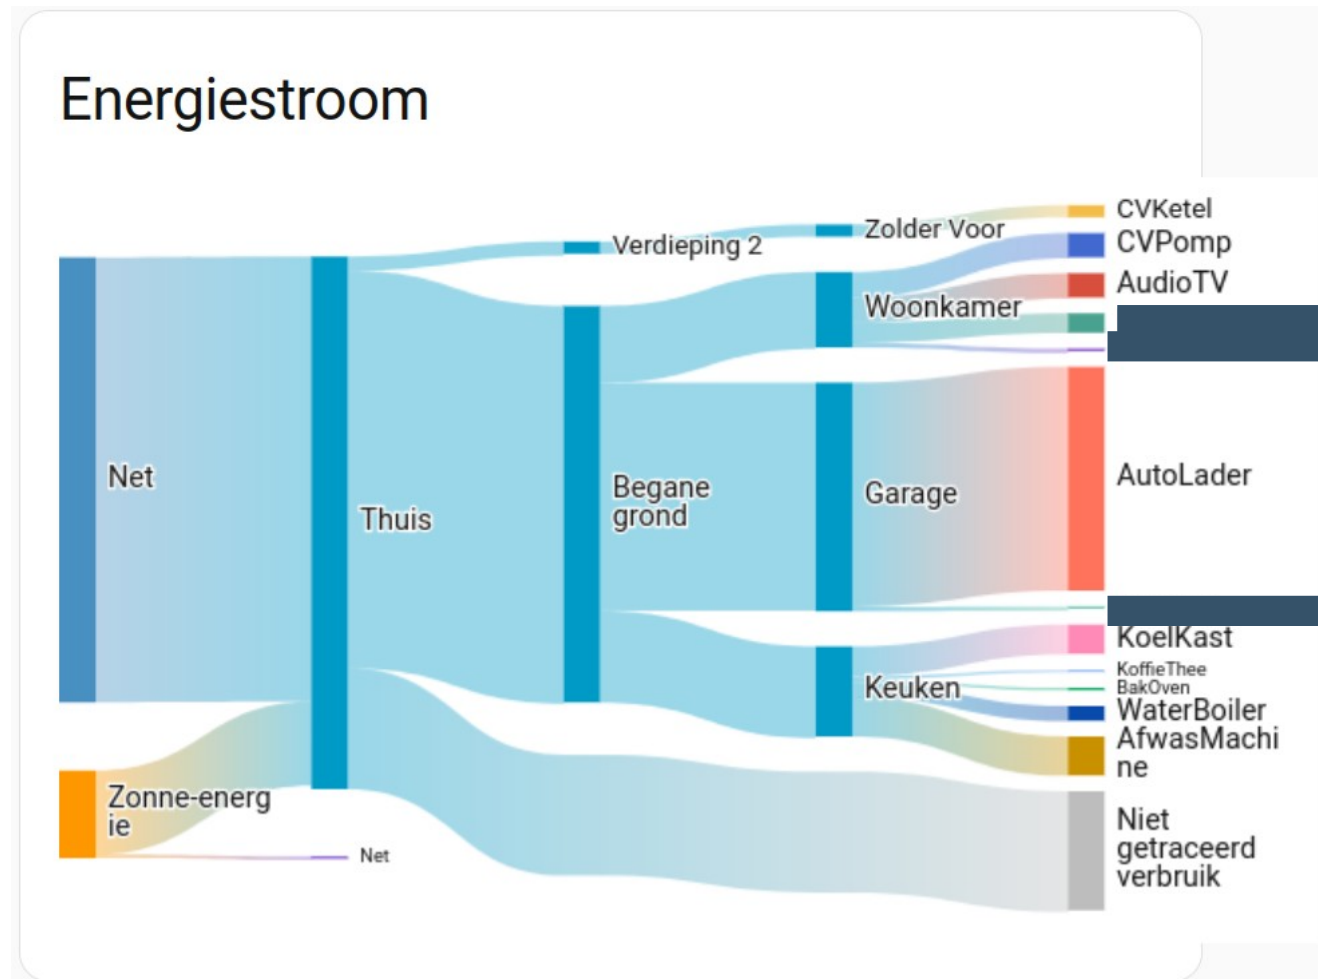 Energiestroom
CVKetel
Zolder Voor
CVPomp
Verdieping 2
AudioTV
Woonkamer
Net
AutoLader
Begane
grond
Garage
Thuis
KoelKast
KoffieThee
Keuken
BakOven
WaterBoiler
AfwasMachi
ne
Zonne-energ
ie
Net
Niet
getraceerd
verbruik